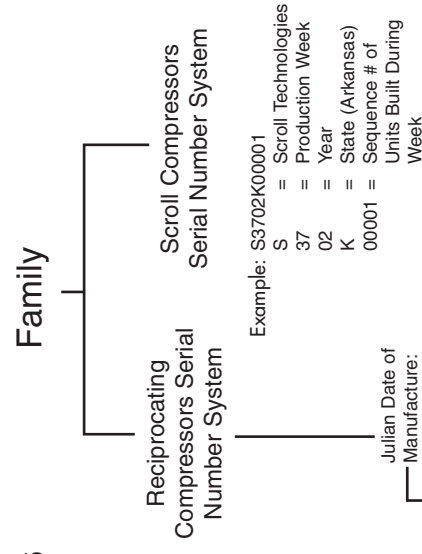 Family
Reciprocating
Compressors Serial
Number System
Julian Date of
Manufacture:
Scroll Compressors
Serial Number System
Example: S3702K00001
S = Scroll Technologies
37 = Production Week
02 = Year
K = State (Arkansas)
00001 = Sequence # of
Units Built During
Week